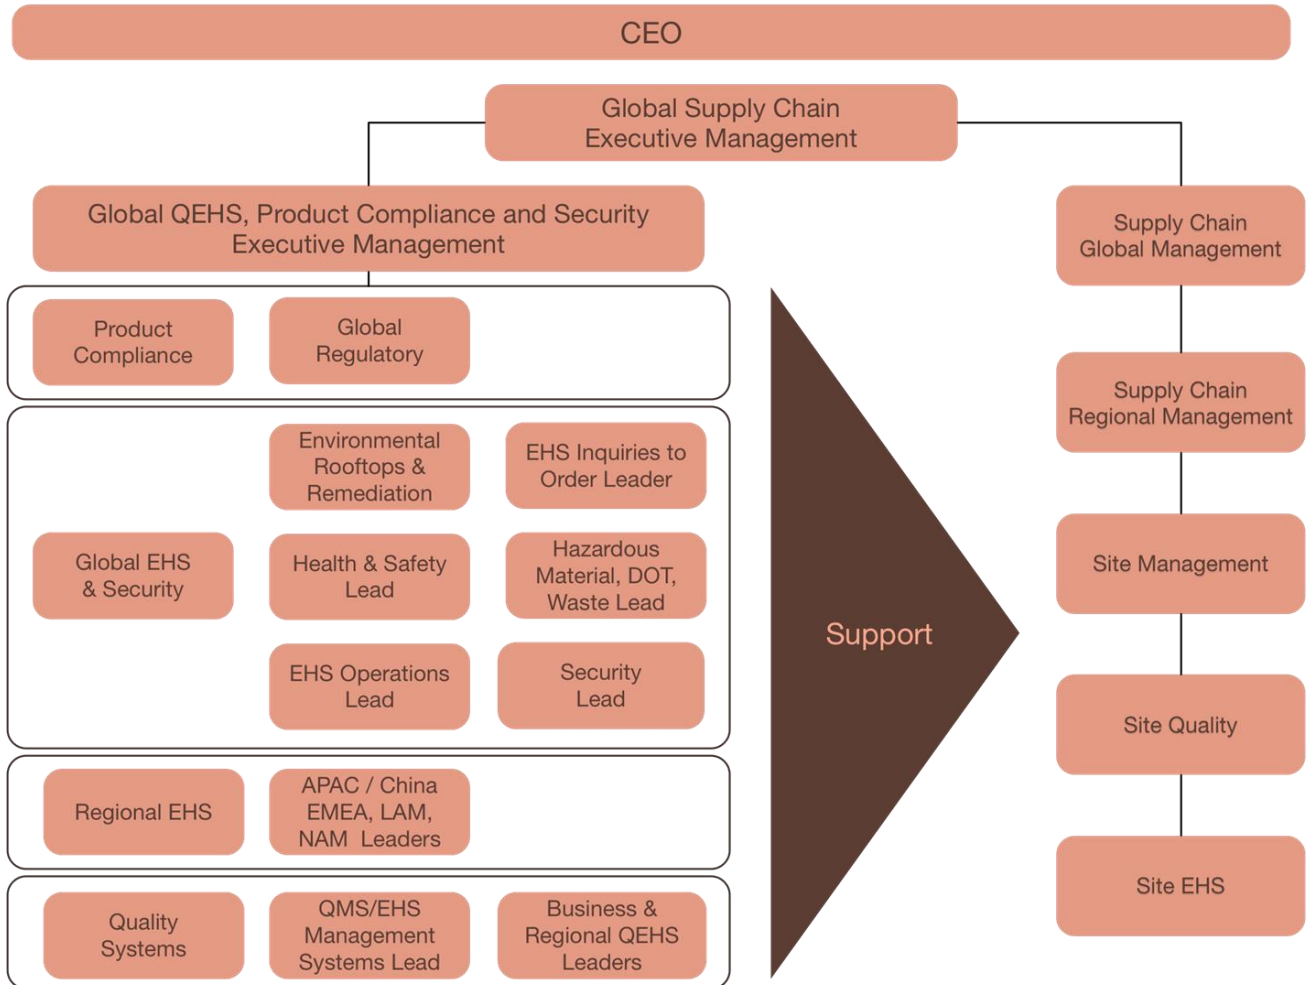 CEO
Global Supply Chain
Executive Management
Global QEHS, Product Compliance and Security
Executive Management
Product
Compliance
Global
Regulatory
Environmental
Rooftops &
Remediation
EHS Inquiries to
Order Leader
Global EHS
& Security
Health & Safety
Lead
Hazardous
Material, DOT,
Waste Lead
EHS Operations
Lead
Security
Lead
Regional EHS
APAC / China
EMEA, LAM,
NAM Leaders
Quality
Systems
QMS/EHS
Management
Systems Lead
Business &
Regional QEHS
Leaders
Support
Supply Chain
Global Management
Supply Chain
Regional Management
Site Management
Site Quality
Site EHS